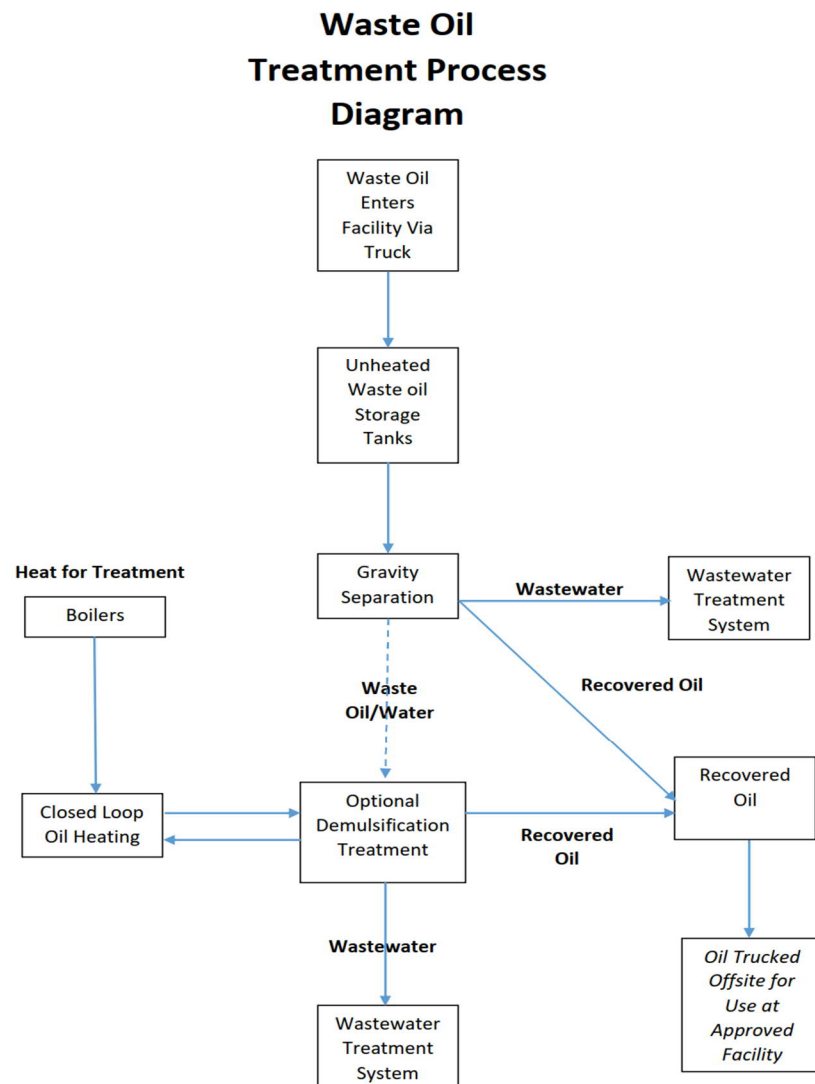 Waste Oil
Treatment Process
Diagram
Waste Oil
Enters
Facility Via
Truck
Unheated
Waste oil
Storage
Tanks
Heat for Treatment
Boilers
Gravity
Separation
Wastewater
Wastewater
Treatment
System
Waste
Oil/Water
Recovered Oil
Closed Loop
Oil Heating
Optional
Demulsification
Treatment
Recovered
Oil
Recovered
Oil
Wastewater
Oil Trucked
Offsite for
Use at
Approved
Facility
Wastewater
Treatment
System